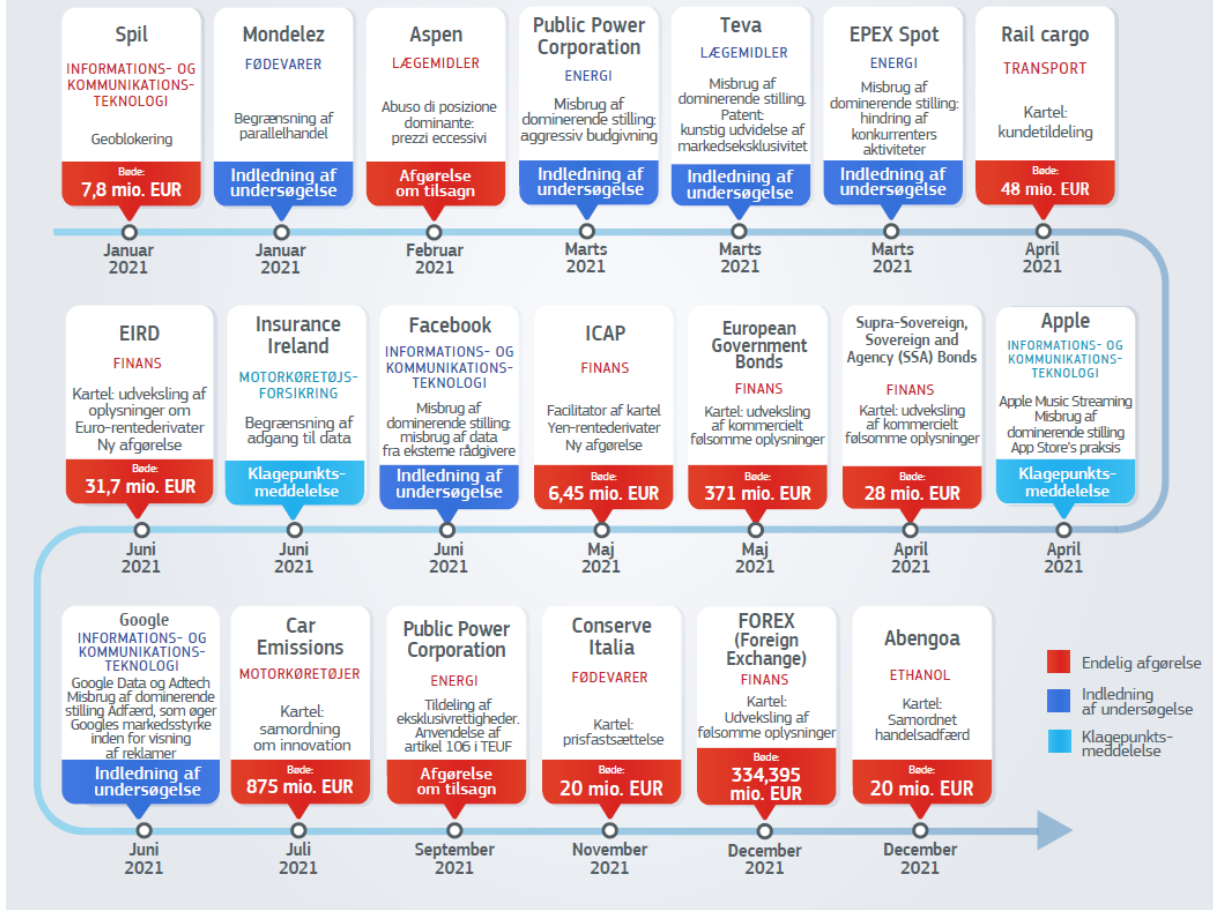 Spil
INFORMATIONS- OG
KOMMUNIKATIONS-
TEKNOLOGI
Geoblokering
Bøde:
7,8 mio. EUR
Januar
2021
Mondelez
FØDEVARER
Begrænsning af
parallelhandel
Indledning af
undersøgelse
Januar
2021
Aspen
LÆGEMIDLER
Abuso di posizione
dominante:
prezzi eccessivi
Afgørelse
om tilsagn
Februar
2021
Public Power
Corporation
ENERGI
Misbrug af
dominerende stilling:
aggressiv budgivning
Indledning af
undersøgelse
Marts
2021
Teva
LÆGEMIDLER
Misbrug af
dominerende stilling.
Patent:
kunstig udvidelse af
markedseksklusivitet
Indledning af
undersøgelse
Marts
2021
EPEX Spot
ENERGI
Misbrug af
dominerende stilling:
hindring af
konkurrenters
aktiviteter
Indledning af
undersøgelse
Marts
2021
Rail cargo
TRANSPORT
Kartel:
kundetildeling
Bøde:
48 mio. EUR
April
2021
EIRD
FINANS
Kartel: udveksling af
oplysninger om
Euro-rentederivater
Ny afgørelse
Bøde:
31,7 mio. EUR
Juni
2021
Insurance
Ireland
MOTORKØRETØJS-
FORSIKRING
Begrænsning af
adgang til data
Klagepunkts-
meddelelse
Juni
2021
Facebook
INFORMATIONS- OG
KOMMUNIKATIONS-
TEKNOLOGI
Misbrug af
dominerende stilling:
misbrug af data
fra eksterne rådgivere
Indledning af
undersøgelse
Juni
2021
ICAP
FINANS
Facilitator af kartel
Yen-rentederivater
Ny afgørelse
Bøde:
6,45 mio. EUR
Maj
2021
European
Government
Bonds
FINANS
Kartel: udveksling
af kommercielt
følsomme oplysninger
Bøde:
371 mio. EUR
Maj
2021
Supra-Sovereign,
Sovereign and
Agency (SSA) Bonds
FINANS
Kartel: udveksling
af kommercielt
følsomme oplysninger
Bøde:
28 mio. EUR
April
2021
Apple
INFORMATIONS- OG
KOMMUNIKATIONS-
TEKNOLOGI
Apple Music Streaming
Misbrug af
dominerende stilling
App Store's praksis
Klagepunkts-
meddelelse
April
2021
Google
INFORMATIONS- OG
KOMMUNIKATIONS-
TEKNOLOGI
Google Data og Adtech
Misbrug af dominerende
stilling Adfærd, som øger
Googles markedsstyrke
inden for visning
af reklamer
Indledning af
undersøgelse
Juni
2021
Car
Emissions
MOTORKØRETØJER
Kartel:
samordning
om innovation
Bøde:
875 mio. EUR
Juli
2021
Public Power
Corporation
ENERGI
Tildeling af
eksklusivrettigheder.
Anvendelse af
artikel 106 i TEUF
Afgørelse
om tilsagn
September
2021
Conserve
Italia
FØDEVARER
Kartel:
prisfastsættelse
Bøde:
20 mio. EUR
November
2021
FOREX
(Foreign
Exchange)
FINANS
Kartel:
Udveksling af
følsomme oplysninger
Bøde:
334,395
mio. EUR
December
2021
Abengoa
ETHANOL
Kartel:
Samordnet
handelsadfærd
Bøde:
20 mio. EUR
December
2021
Endelig afgørelse
Indledning
af undersøgelse
Klagepunkts-
meddelelse